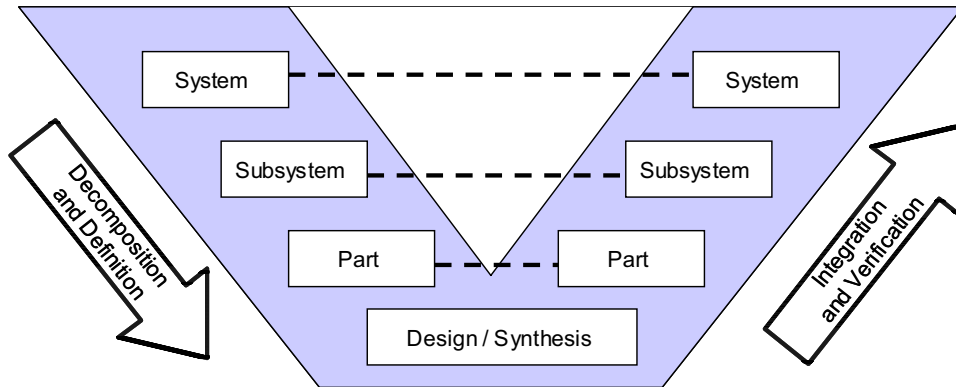 System
System
Subsystem
Subsystem
Decomposition
and Definition
Part
Part
Integration
and Verification
Design / Synthesis